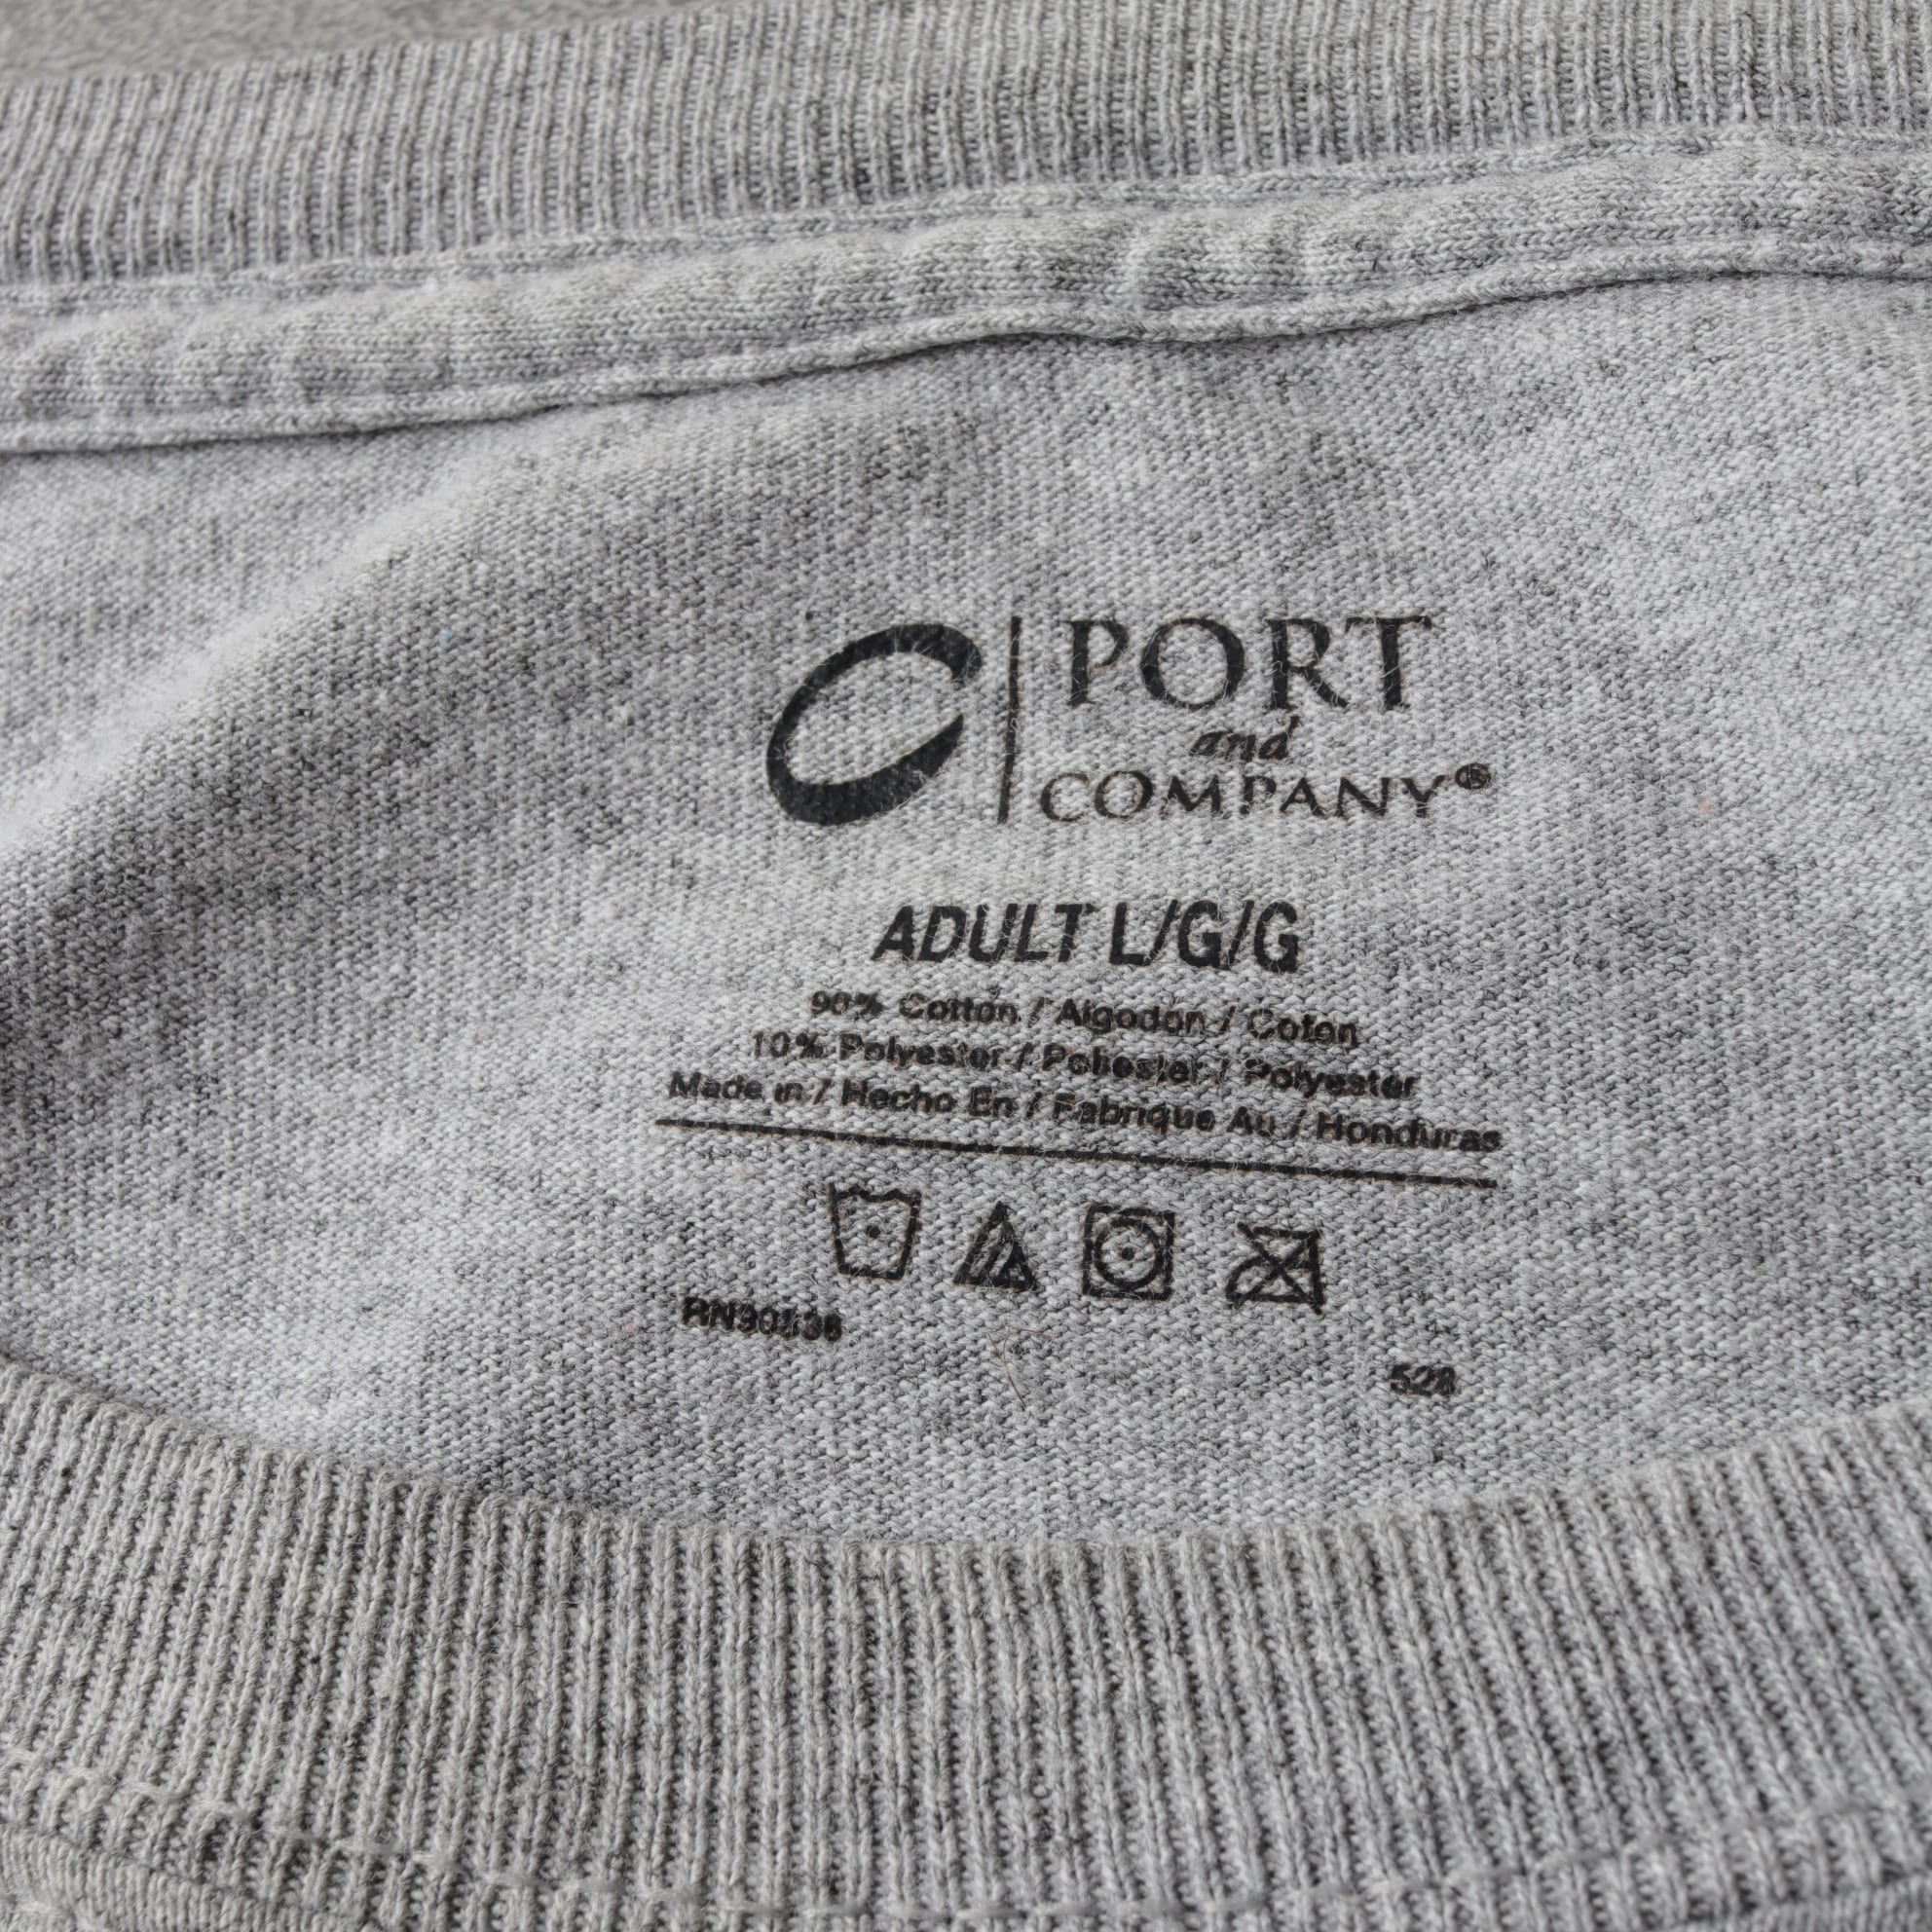 PORT
and
COMPANY®
ADULT L/G/G
90% Cotton / Algodon / Coton
10% Polyester / Poliester / Polyester
Made in / Hecho En / Fabrique Au / Honduras